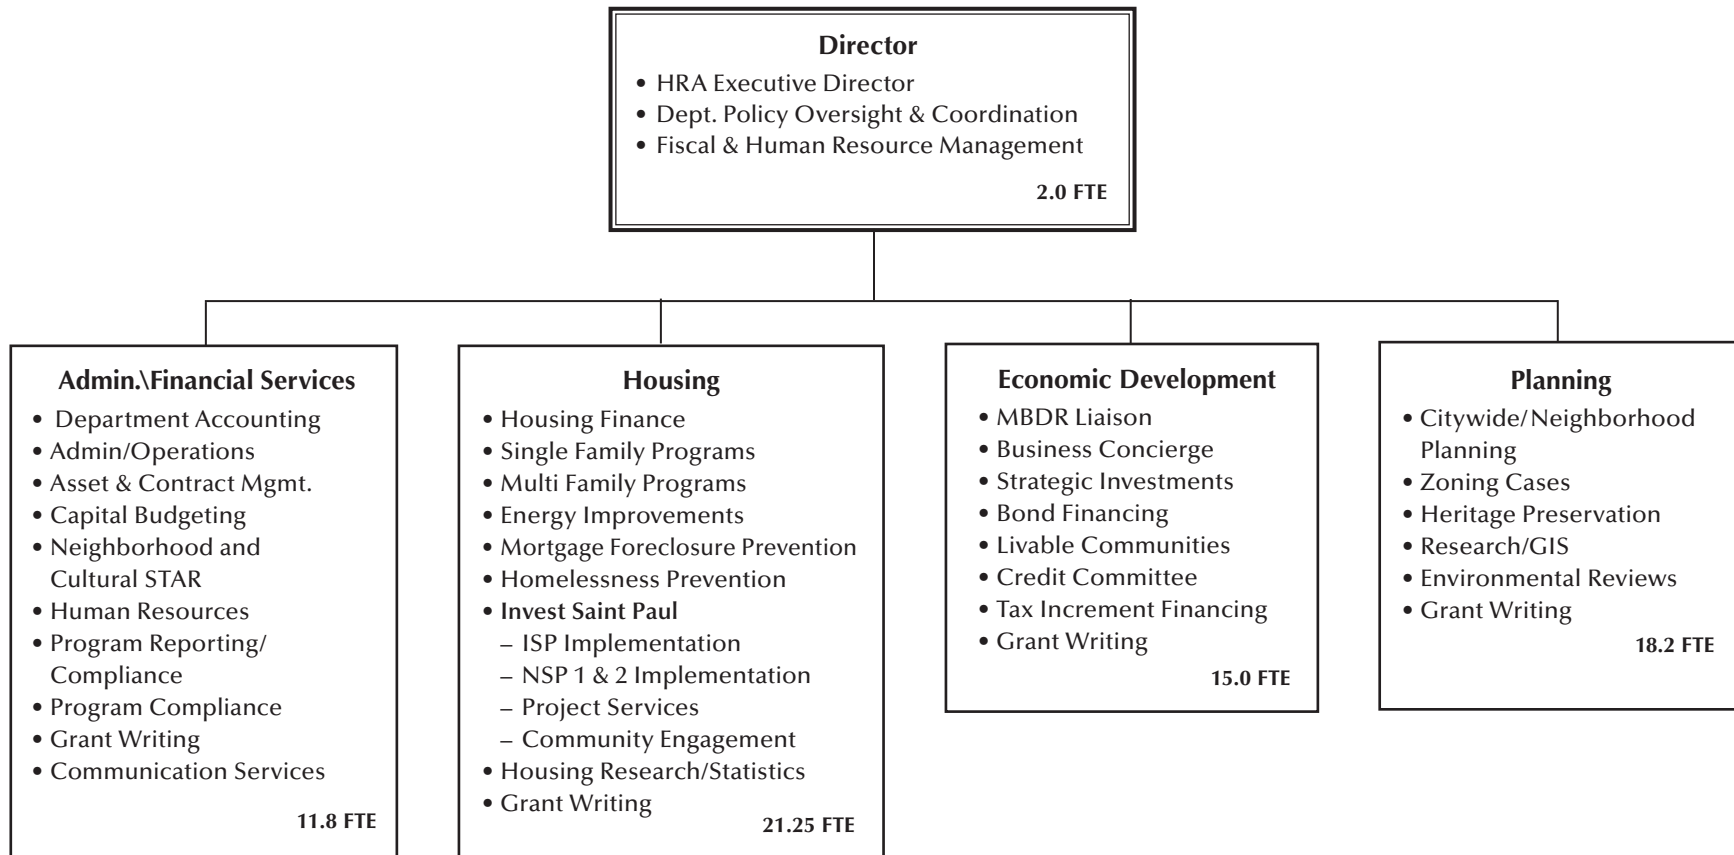 Director
• HRA Executive Director
• Dept. Policy Oversight & Coordination
• Fiscal & Human Resource Management
2.0 FTE
Admin.\Financial Services
• Department Accounting
• Admin/Operations
• Asset & Contract Mgmt.
• Capital Budgeting
• Neighborhood and
Cultural STAR
• Human Resources
• Program Reporting/
Compliance
• Program Compliance
• Grant Writing
• Communication Services
11.8 FTE
Housing
• Housing Finance
• Single Family Programs
• Multi Family Programs
• Energy Improvements
• Mortgage Foreclosure Prevention
• Homelessness Prevention
• Invest Saint Paul
– ISP Implementation
– NSP 1 & 2 Implementation
– Project Services
– Community Engagement
• Housing Research/Statistics
• Grant Writing
21.25 FTE
Economic Development
• MBDR Liaison
• Business Concierge
• Strategic Investments
• Bond Financing
• Livable Communities
• Credit Committee
• Tax Increment Financing
• Grant Writing
15.0 FTE
Planning
• Citywide/Neighborhood
Planning
• Zoning Cases
• Heritage Preservation
• Research/GIS
• Environmental Reviews
• Grant Writing
18.2 FTE